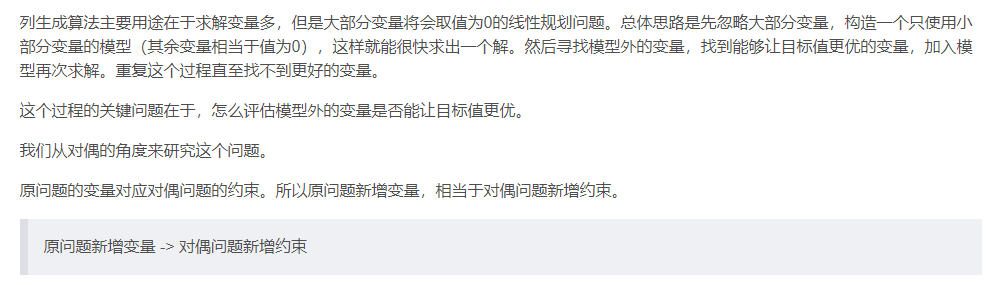 列生成算法主要用途在于求解变量多，但是大部分变量将会取值为0的线性规划问题。总体思路是先忽略大部分变量，构造一个只使用小
部分变量的模型（其余变量相当于值为0），这样就能很快求出一个解。然后寻找模型外的变量，找到能够让目标值更优的变量，加入模
型再次求解。重复这个过程直至找不到更好的变量。
这个过程的关键问题在于，怎么评估模型外的变量是否能让目标值更优。
我们从对偶的角度来研究这个问题。
原问题的变量对应对偶问题的约束。所以原问题新增变量，相当于对偶问题新增约束。
原问题新增变量 -> 对偶问题新增约束